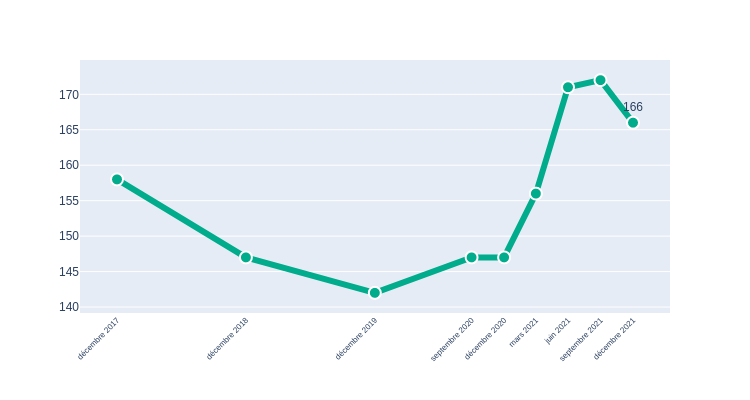 170
165
160
155
150
145
140
166
décembre 2017
décembre 2018
décembre 2019
septembre 2020
décembre 2020
mars 2021
juin 2021
septembre 2021
décembre 2021